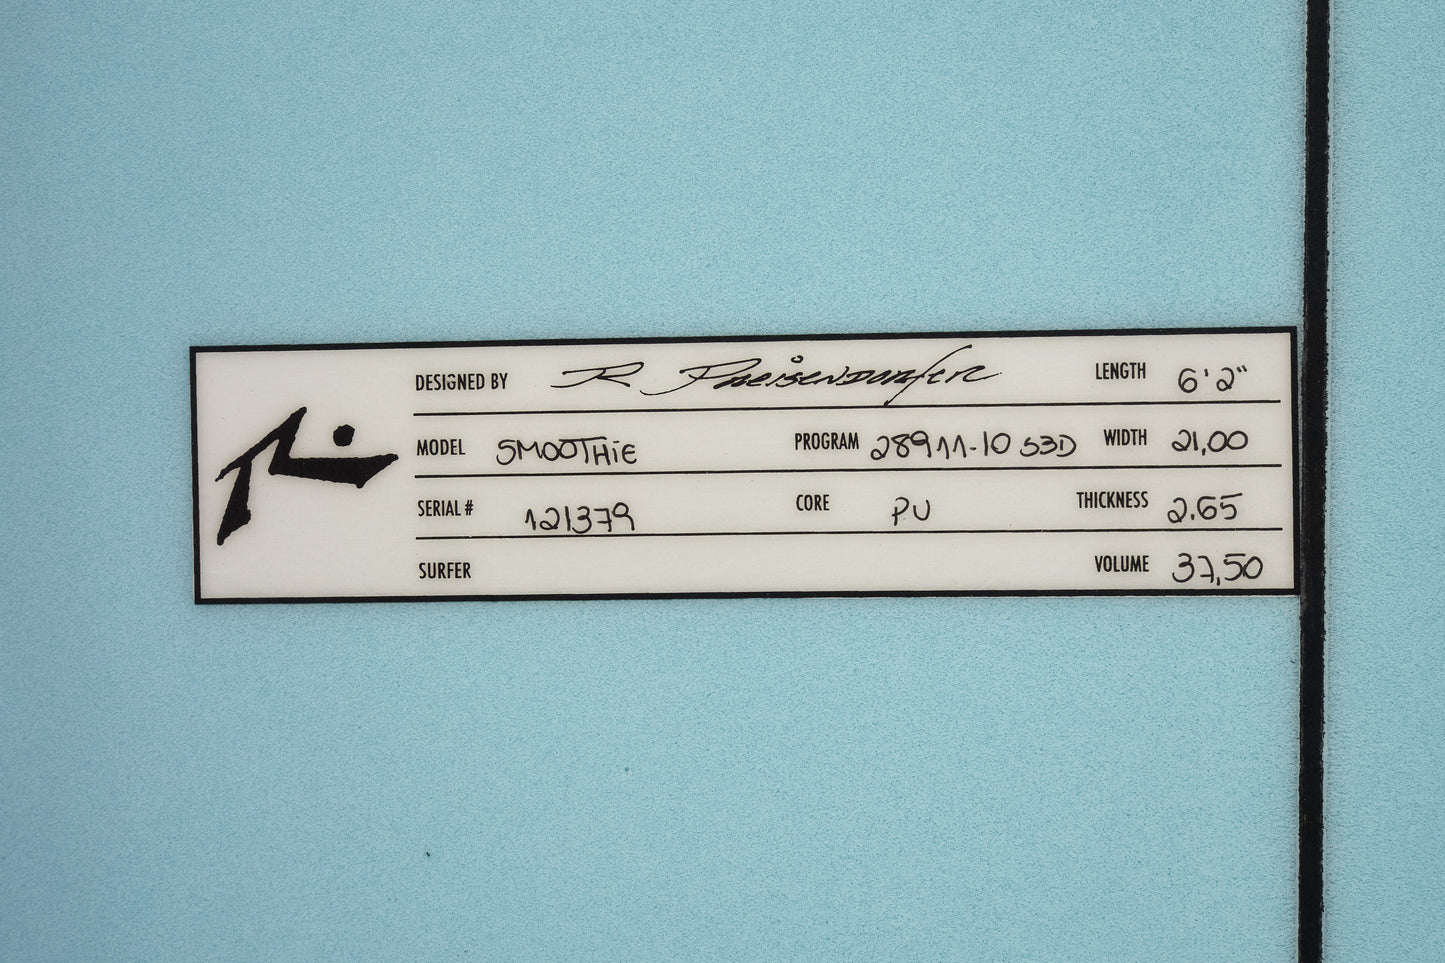 DESIGNED BY R Preisendorfer LENGTH 6'2"
MODEL SMOOTHiE PROGRAM 28911-10 S3D WIDTH 21,00
SERIAL # 121379 CORE PU THICKNESS 2.65
SURFER VOLUME 37,50